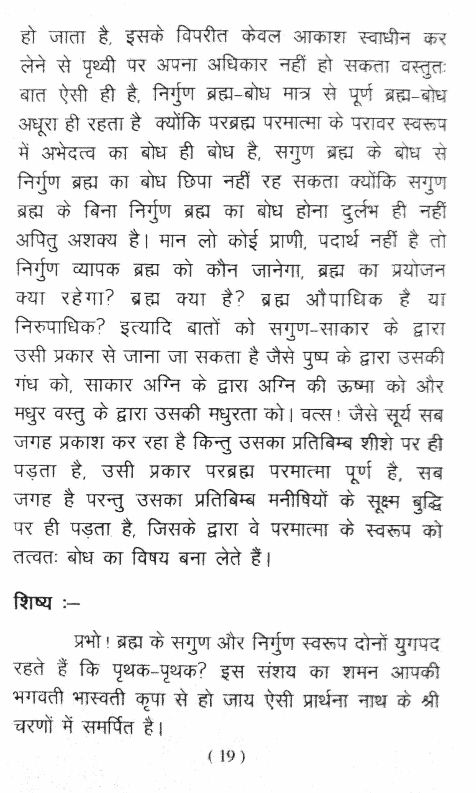 हो जाता है, इसके विपरीत केवल आकाश स्वाधीन कर
लेने से पृथ्वी पर अपना अधिकार नहीं हो सकता वस्तुतः
बात ऐसी ही है, निर्गुण ब्रह्म-बोध मात्र से पूर्ण ब्रह्म-बोध
अधूरा ही रहता है क्योंकि परब्रह्म परमात्मा के परावर स्वरूप
में अभेदत्व का बोध ही बोध है, सगुण ब्रह्म के बोध से
निर्गुण ब्रह्म का बोध छिपा नहीं रह सकता क्योंकि सगुण
ब्रह्म के बिना निर्गुण ब्रह्म का बोध होना दुर्लभ ही नहीं
अपितु अशक्य है। मान लो कोई प्राणी, पदार्थ नहीं है तो
निर्गुण व्यापक ब्रह्म को कौन जानेगा, ब्रह्म का प्रयोजन
क्या रहेगा? ब्रह्म क्या है? ब्रह्म औपाधिक है या
निरुपाधिक? इत्यादि बातों को सगुण-साकार के द्वारा
उसी प्रकार से जाना जा सकता है जैसे पुष्प के द्वारा उसकी
गंध को, साकार अग्नि के द्वारा अग्नि की ऊष्मा को और
मधुर वस्तु के द्वारा उसकी मधुरता को। वत्स! जैसे सूर्य सब
जगह प्रकाश कर रहा है किन्तु उसका प्रतिबिम्ब शीशे पर ही
पड़ता है, उसी प्रकार परब्रह्म परमात्मा पूर्ण है, सब
जगह है परन्तु उसका प्रतिबिम्ब मनीषियों के सूक्ष्म बुद्धि
पर ही पड़ता है, जिसके द्वारा वे परमात्मा के स्वरूप को
तत्वतः बोध का विषय बना लेते हैं।
शिष्य :–
प्रभो! ब्रह्म के सगुण और निर्गुण स्वरूप दोनों युगपद
रहते हैं कि पृथक-पृथक? इस संशय का शमन आपकी
भगवती भास्वती कृपा से हो जाय ऐसी प्रार्थना नाथ के श्री
चरणों में समर्पित है।
( 19 )